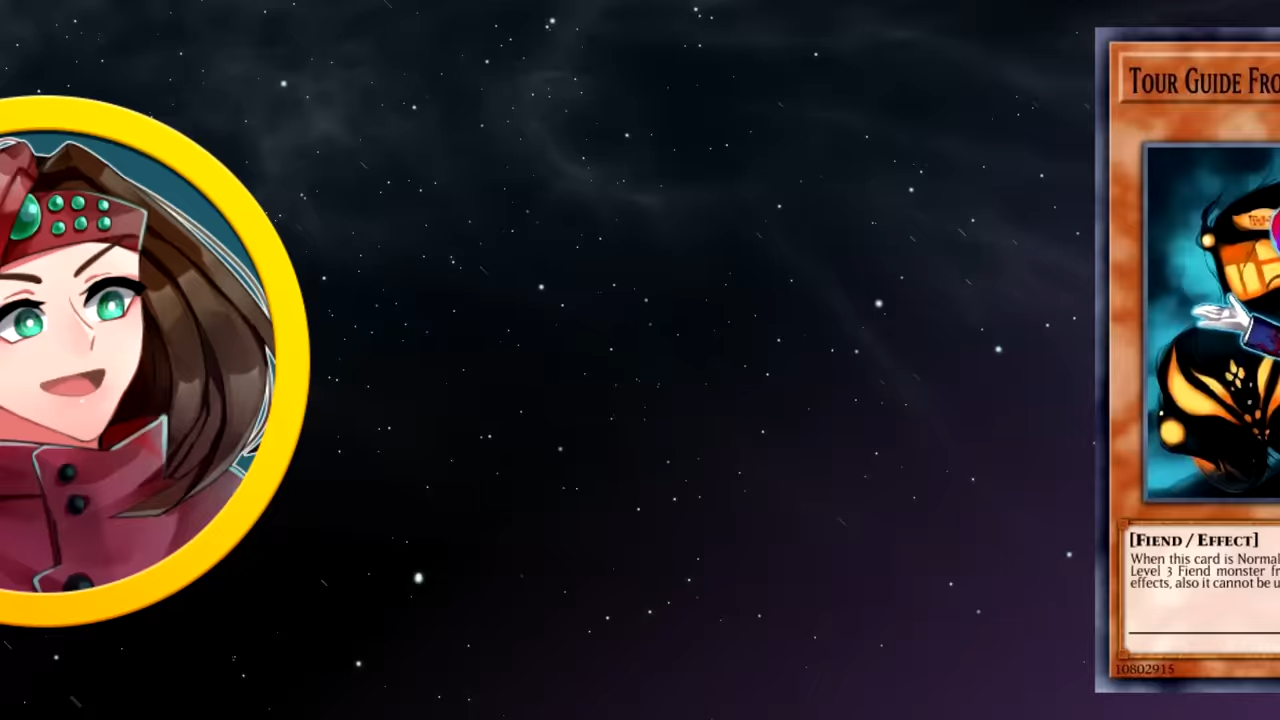 Tour Guide Fro
[Fiend / Effect]
When this card is Normal
Level 3 Fiend monster fr
effects, also it cannot be u
10802915